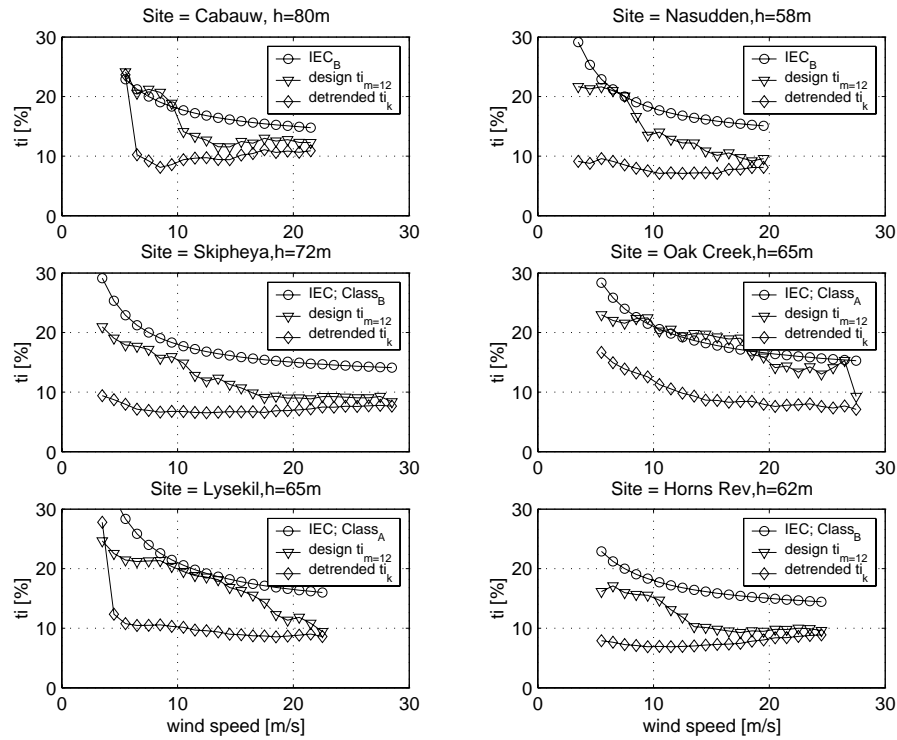 Site = Cabauw, h=80m
30
20
10
0
ti [%]
0
10
20
30
IEC_B
design ti_m=12
detrended ti_k
Site = Nasudden,h=58m
30
20
10
0
ti [%]
0
10
20
30
IEC_B
design ti_m=12
detrended ti_k
Site = Skipheya,h=72m
30
20
10
0
ti [%]
0
10
20
30
IEC; Class_B
design ti_m=12
detrended ti_k
Site = Oak Creek,h=65m
30
20
10
0
ti [%]
0
10
20
30
IEC; Class_A
design ti_m=12
detrended ti_k
Site = Lysekil,h=65m
30
20
10
0
ti [%]
0
10
20
30
wind speed [m/s]
IEC; Class_A
design ti_m=12
detrended ti_k
Site = Horns Rev,h=62m
30
20
10
0
ti [%]
0
10
20
30
wind speed [m/s]
IEC; Class_B
design ti_m=12
detrended ti_k